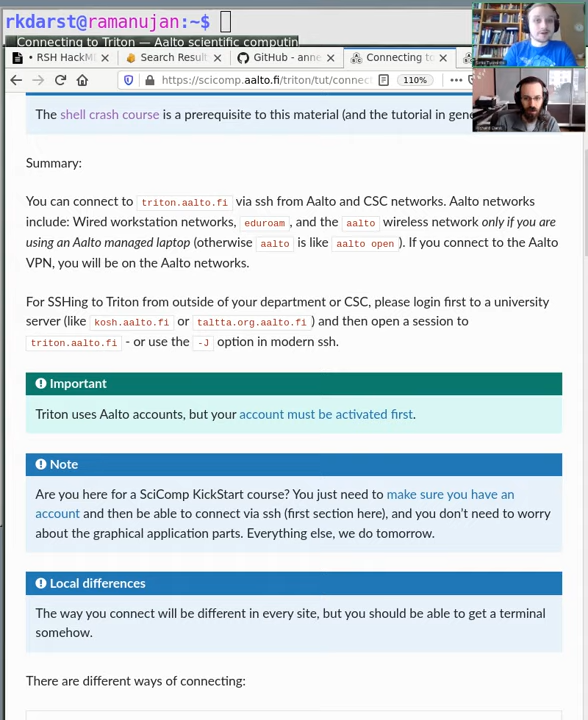 rkdarst@ramanujan:~$
Connecting to Triton — Aalto scientific computin
RSH HackM
Search Result
GitHub - anne
Connecting to
https://scicomp.aalto.fi/triton/tut/connect
110%
The shell crash course is a prerequisite to this material (and the tutorial in gene
Summary:
You can connect to triton.aalto.fi via ssh from Aalto and CSC networks. Aalto networks
include: Wired workstation networks, eduroam, and the aalto wireless network only if you are
using an Aalto managed laptop (otherwise aalto is like aalto open ). If you connect to the Aalto
VPN, you will be on the Aalto networks.
For SSHing to Triton from outside of your department or CSC, please login first to a university
server (like kosh.aalto.fi or taltta.org.aalto.fi ) and then open a session to
triton.aalto.fi - or use the -J option in modern ssh.
Important
Triton uses Aalto accounts, but your account must be activated first.
Note
Are you here for a SciComp KickStart course? You just need to make sure you have an
account and then be able to connect via ssh (first section here), and you don't need to worry
about the graphical application parts. Everything else, we do tomorrow.
Local differences
The way you connect will be different in every site, but you should be able to get a terminal
somehow.
There are different ways of connecting: